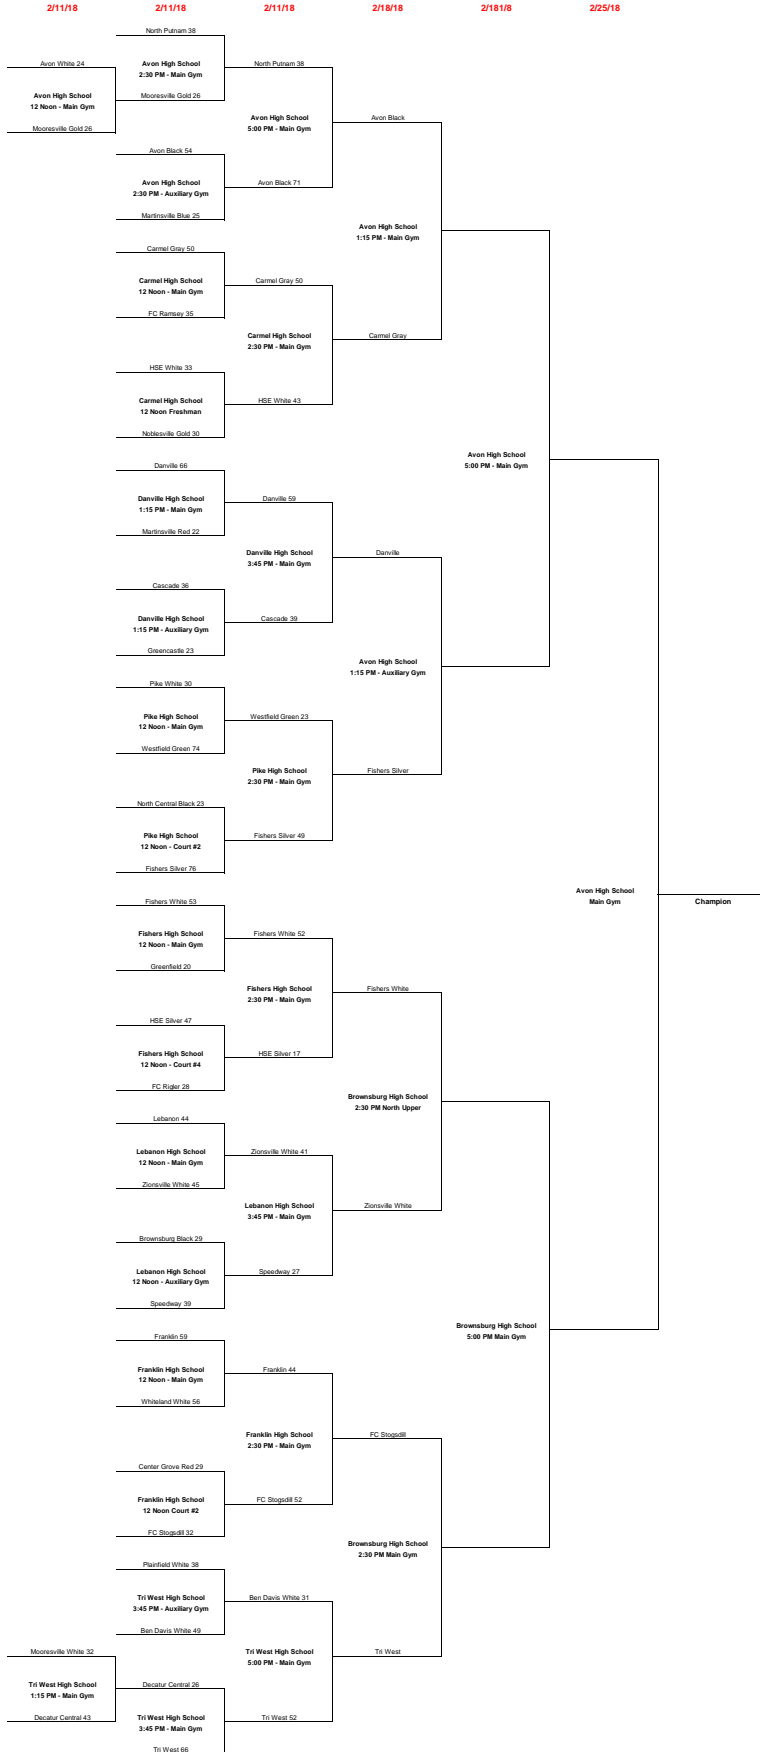 2/11/18
2/11/18
2/11/18
2/18/18
2/181/8
2/25/18
North Putnam 38
Avon White 24
Avon High School
2:30 PM - Main Gym
North Putnam 38
Avon High School
12 Noon - Main Gym
Mooresville Gold 26
Mooresville Gold 26
Avon High School
5:00 PM - Main Gym
Avon Black
Avon Black 54
Avon High School
2:30 PM - Auxiliary Gym
Avon Black 71
Martinsville Blue 25
Avon High School
1:15 PM - Main Gym
Carmel Gray 50
Carmel High School
12 Noon - Main Gym
Carmel Gray 50
FC Ramsey 35
Carmel High School
2:30 PM - Main Gym
Carmel Gray
HSE White 33
Carmel High School
12 Noon Freshman
HSE White 43
Noblesville Gold 30
Avon High School
5:00 PM - Main Gym
Danville 66
Danville High School
1:15 PM - Main Gym
Danville 59
Martinsville Red 22
Danville High School
3:45 PM - Main Gym
Danville
Cascade 36
Danville High School
1:15 PM - Auxiliary Gym
Cascade 39
Greencastle 23
Avon High School
1:15 PM - Auxiliary Gym
Pike White 30
Pike High School
12 Noon - Main Gym
Westfield Green 23
Westfield Green 74
Pike High School
2:30 PM - Main Gym
Fishers Silver
North Central Black 23
Pike High School
12 Noon - Court #2
Fishers Silver 49
Fishers Silver 76
Avon High School
Main Gym
Champion
Fishers White 53
Fishers High School
12 Noon - Main Gym
Fishers White 52
Greenfield 20
Fishers High School
2:30 PM - Main Gym
Fishers White
HSE Silver 47
Fishers High School
12 Noon - Court #4
HSE Silver 17
FC Rigler 28
Brownsburg High School
2:30 PM North Upper
Lebanon 44
Lebanon High School
12 Noon - Main Gym
Zionsville White 41
Zionsville White 45
Lebanon High School
3:45 PM - Main Gym
Zionsville White
Brownsburg Black 29
Lebanon High School
12 Noon - Auxiliary Gym
Speedway 27
Speedway 39
Brownsburg High School
5:00 PM Main Gym
Franklin 59
Franklin High School
12 Noon - Main Gym
Franklin 44
Whiteland White 56
Franklin High School
2:30 PM - Main Gym
FC Stogsdill
Center Grove Red 29
Franklin High School
12 Noon Court #2
FC Stogsdill 52
FC Stogsdill 32
Brownsburg High School
2:30 PM Main Gym
Plainfield White 38
Tri West High School
3:45 PM - Auxiliary Gym
Ben Davis White 31
Ben Davis White 49
Mooresville White 32
Tri West High School
5:00 PM - Main Gym
Tri West
Tri West High School
1:15 PM - Main Gym
Decatur Central 26
Decatur Central 43
Tri West High School
3:45 PM - Main Gym
Tri West 52
Tri West 66